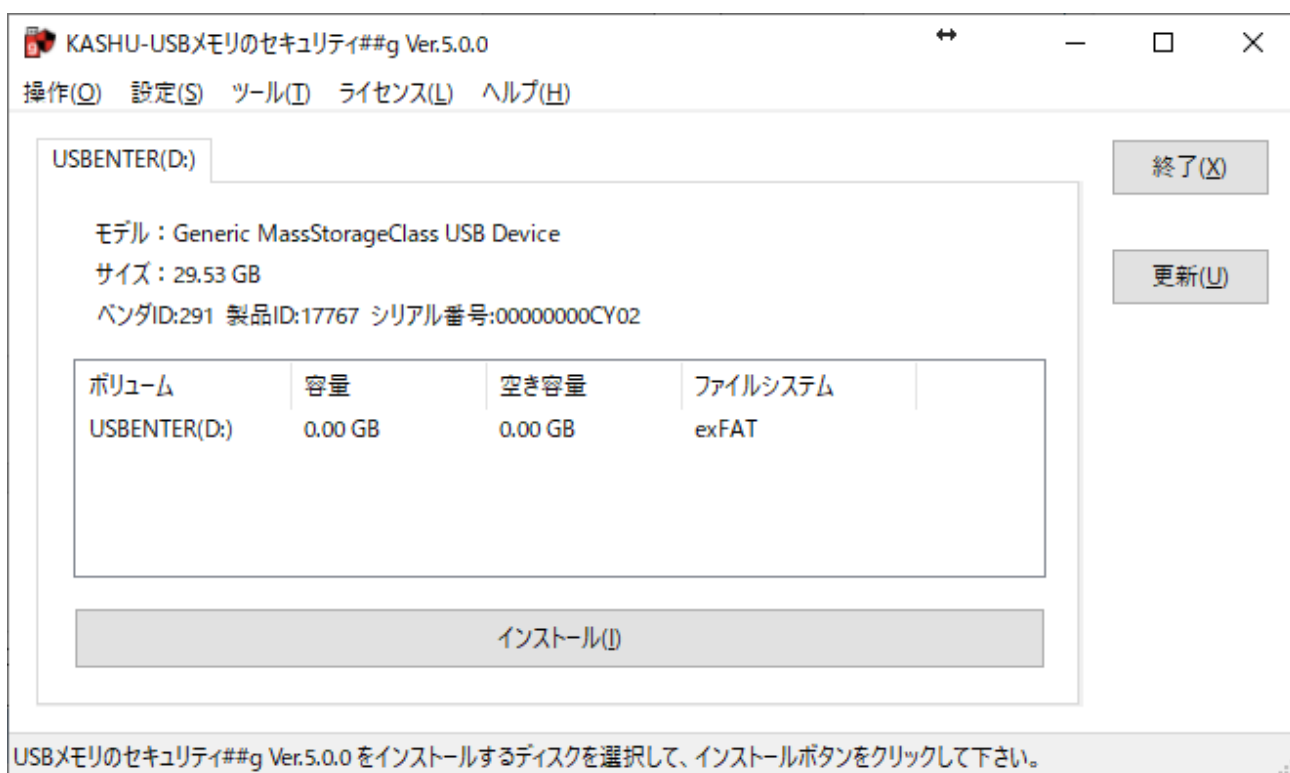 KASHU-USBメモリのセキュリティ##g Ver.5.0.0
操作(O) 設定(S) ツール(T) ライセンス(L) ヘルプ(H)
USBENTER(D:)
終了(X)
モデル：Generic MassStorageClass USB Device
サイズ：29.53 GB
更新(U)
ベンダID:291 製品ID:17767 シリアル番号:00000000CY02
ボリューム 容量 空き容量 ファイルシステム
USBENTER(D:) 0.00 GB 0.00 GB exFAT
インストール(I)
USBメモリのセキュリティ##g Ver.5.0.0 をインストールするディスクを選択して、インストールボタンをクリックして下さい。